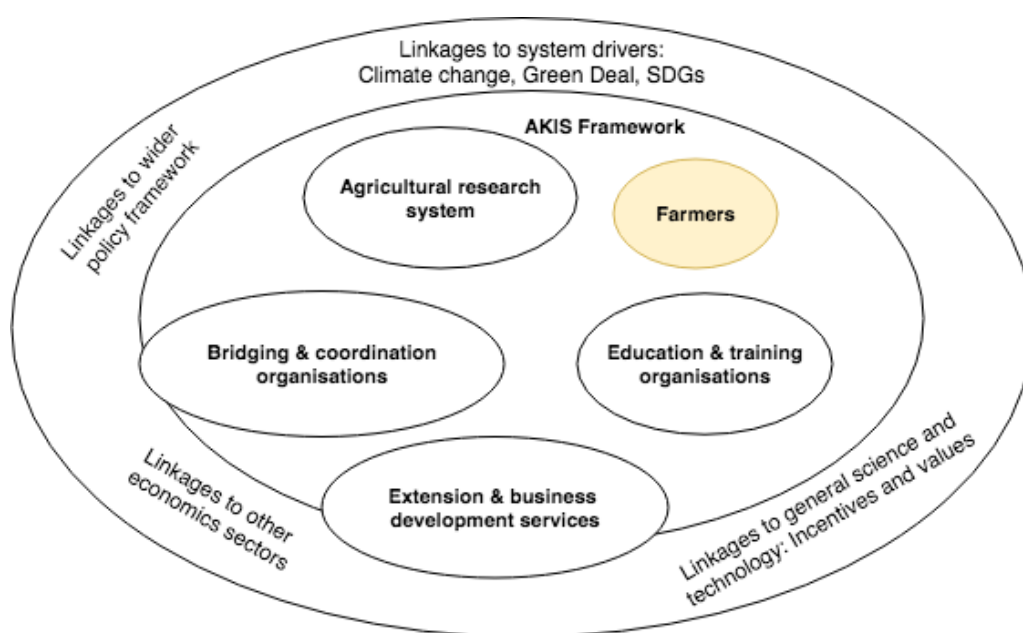 Linkages to system drivers:
Climate change, Green Deal, SDGs
AKIS Framework
Linkages to wider
policy framework
Agricultural research
system
Farmers
Bridging & coordination
organisations
Education & training
organisations
Linkages to other
economics sectors
Extension & business
development services
Linkages to general science and
technology: Incentives and values